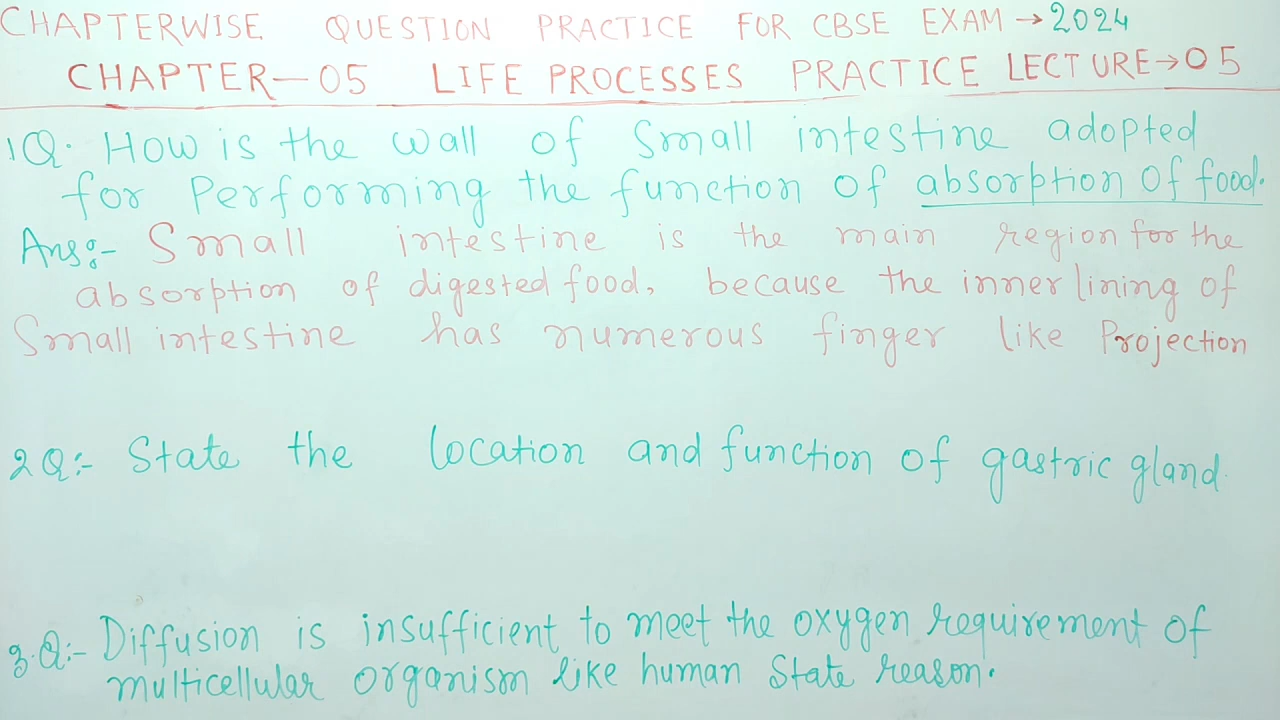 CHAPTERWISE QUESTION PRACTICE FOR CBSE EXAM → 2024
CHAPTER—05 LIFE PROCESSES PRACTICE LECTURE→05
1Q. How is the wall of Small intestine adopted
for Performing the function of absorption of food.
Ans:- Small intestine is the main region for the
absorption of digested food, because the inner lining of
Small intestine has numerous finger like Projection
2Q:- State the location and function of gastric gland.
3.Q:- Diffusion is insufficient to meet the oxygen requirement of
multicellular organism like human State reason.